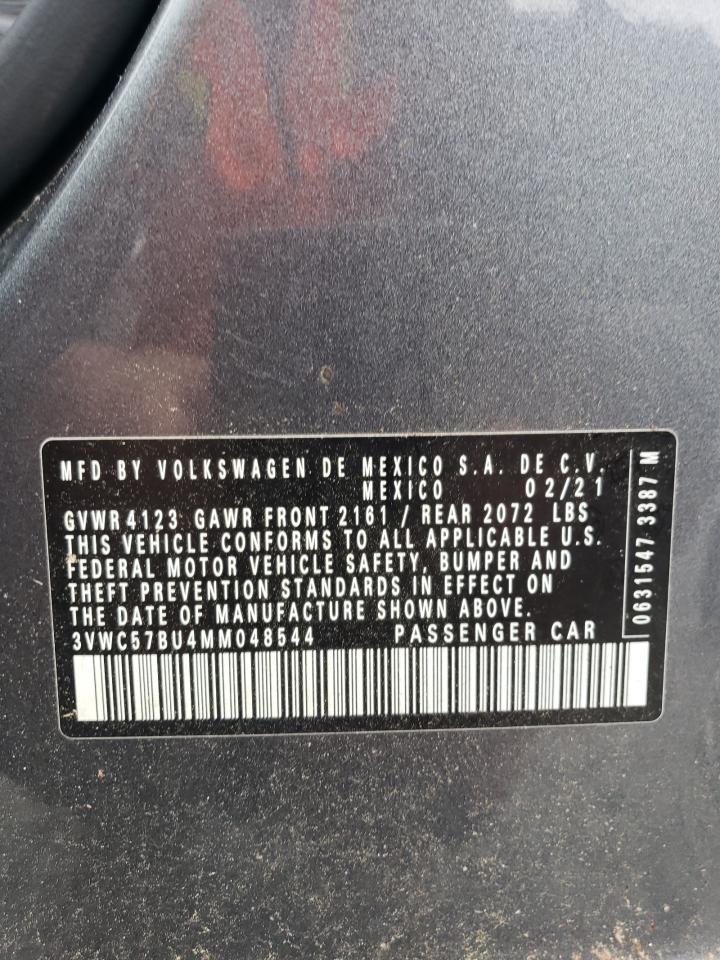 MFD BY VOLKSWAGEN DE MEXICO S.A. DE C.V.
MEXICO 02/21
GVWR 4123 GAWR FRONT 2161 / REAR 2072 LBS
THIS VEHICLE CONFORMS TO ALL APPLICABLE U.S.
FEDERAL MOTOR VEHICLE SAFETY, BUMPER AND
THEFT PREVENTION STANDARDS IN EFFECT ON
THE DATE OF MANUFACTURE SHOWN ABOVE.
3VWC57BU4MM048544 PASSENGER CAR
0631547 3387 M